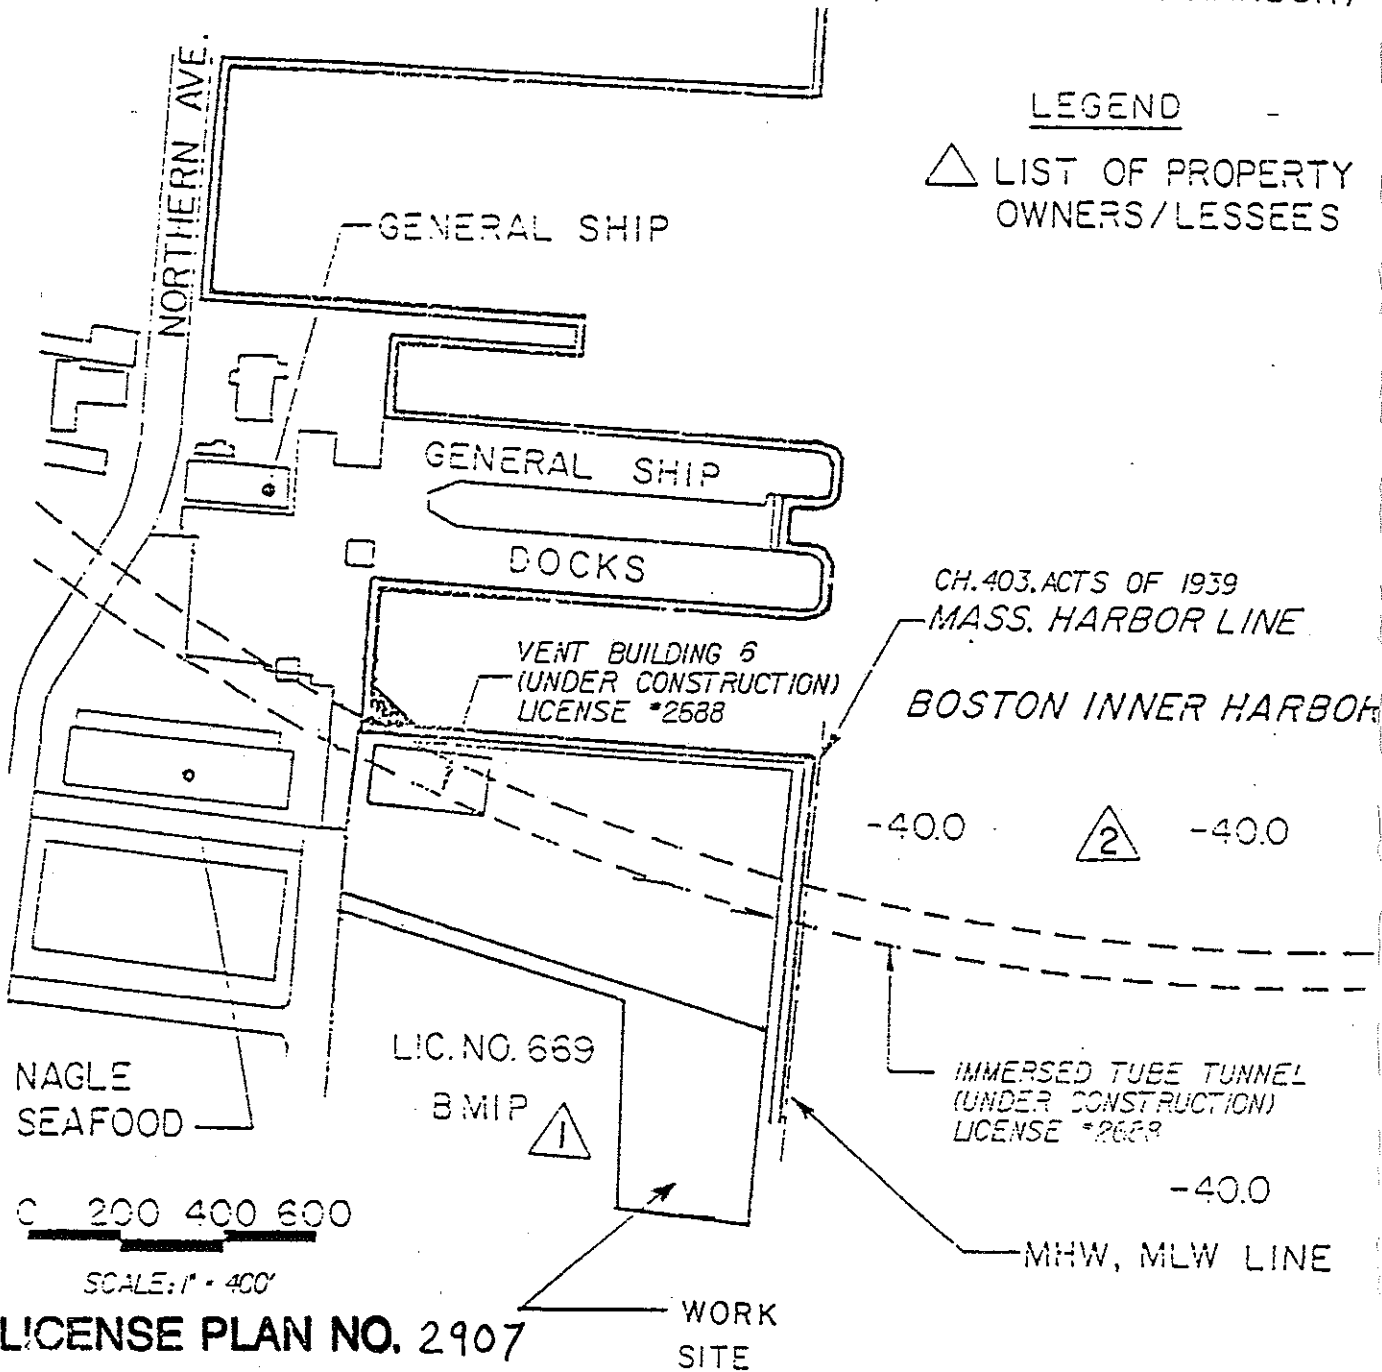 LEGEND
LIST OF PROPERTY
OWNERS/LESSEES
NORTHERN AVE.
GENERAL SHIP
GENERAL SHIP
DOCKS
CH.403.ACTS OF 1939
MASS. HARBOR LINE
VENT BUILDING 6
(UNDER CONSTRUCTION)
LICENSE #2588
BOSTON INNER HARBOR
-40.0
2
-40.0
LIC. NO. 669
BMIP
1
NAGLE
SEAFOOD
IMMERSED TUBE TUNNEL
(UNDER CONSTRUCTION)
LICENSE
-40.0
0 200 400 600
MHW, MLW LINE
SCALE: 1" = 400'
LICENSE PLAN NO. 2907
WORK
SITE